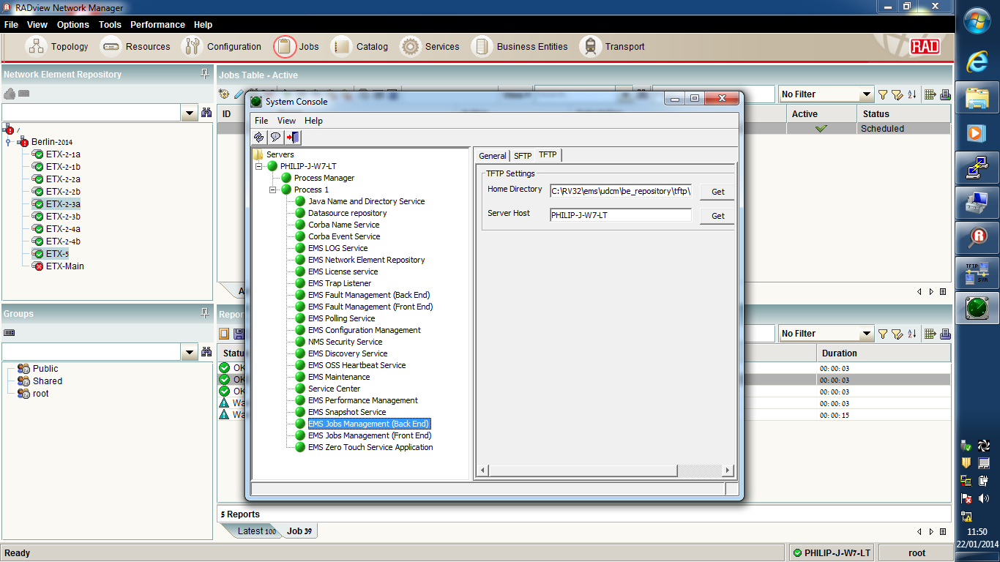 RADview Network Manager
File View Options Tools Performance Help
Topology Resources Configuration Jobs Catalog Services Business Entities Transport RAD
Network Element Repository
/
Berlin-2014
ETX-2-1a
ETX-2-1b
ETX-2-2a
ETX-2-2b
ETX-2-3a
ETX-2-3b
ETX-2-4a
ETX-2-4b
ETX-5
ETX-Main
Groups
Public
Shared
root
Jobs Table - Active
No Filter
ID Active Status
Scheduled
A
System Console
File View Help
Servers
PHILIP-J-W7-LT
Process Manager
Process 1
Java Name and Directory Service
Datasource repository
Corba Name Service
Corba Event Service
EMS LOG Service
EMS Network Element Repository
EMS License service
EMS Trap Listener
EMS Fault Management (Back End)
EMS Fault Management (Front End)
EMS Polling Service
EMS Configuration Management
NMS Security Service
EMS Discovery Service
EMS OSS Heartbeat Service
EMS Maintenance
Service Center
EMS Performance Management
EMS Snapshot Service
EMS Jobs Management (Back End)
EMS Jobs Management (Front End)
EMS Zero Touch Service Application
General SFTP TFTP
TFTP Settings
Home Directory C:\RV32\ems\udcm\be_repository\tftp\ Get
Server Host PHILIP-J-W7-LT Get
Repor
No Filter
Statu Duration
OK 00:00:03
OK 00:00:03
OK 00:00:03
Wa 00:00:03
Wa 00:00:15
5 Reports
Latest 100 Job 39
Ready PHILIP-J-W7-LT root
TFTP
SVR
11:50
22/01/2014